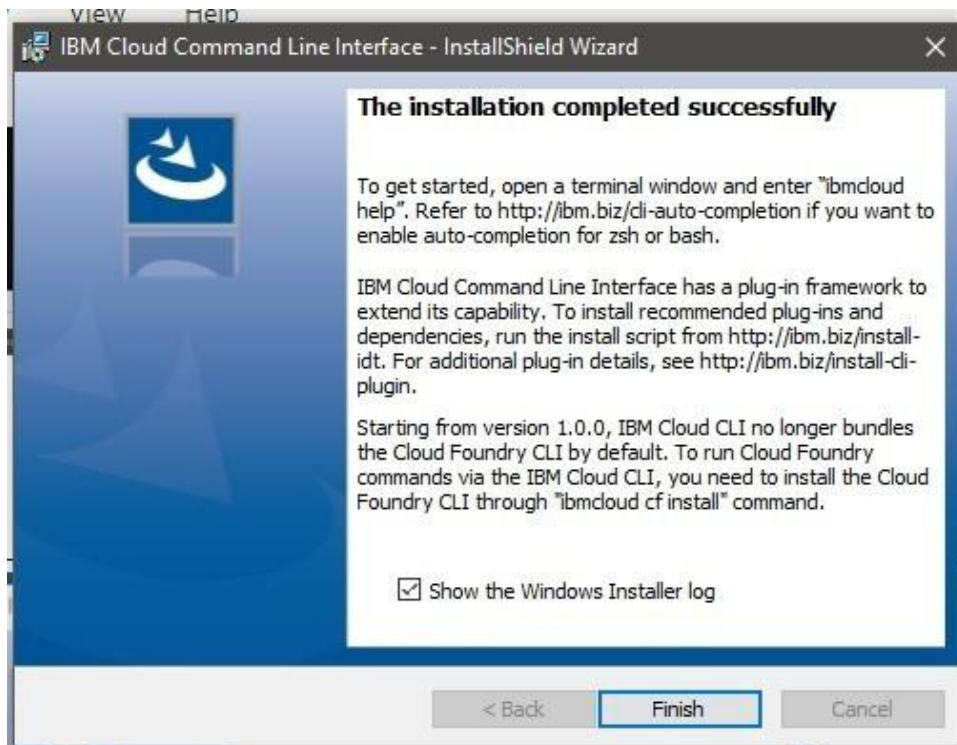 View Help
IBM Cloud Command Line Interface - InstallShield Wizard
The installation completed successfully
To get started, open a terminal window and enter "ibmcloud
help". Refer to http://ibm.biz/cli-auto-completion if you want to
enable auto-completion for zsh or bash.
IBM Cloud Command Line Interface has a plug-in framework to
extend its capability. To install recommended plug-ins and
dependencies, run the install script from http://ibm.biz/install-
idt. For additional plug-in details, see http://ibm.biz/install-cli-
plugin.
Starting from version 1.0.0, IBM Cloud CLI no longer bundles
the Cloud Foundry CLI by default. To run Cloud Foundry
commands via the IBM Cloud CLI, you need to install the Cloud
Foundry CLI through "ibmcloud cf install" command.
Show the Windows Installer log
< Back Finish Cancel